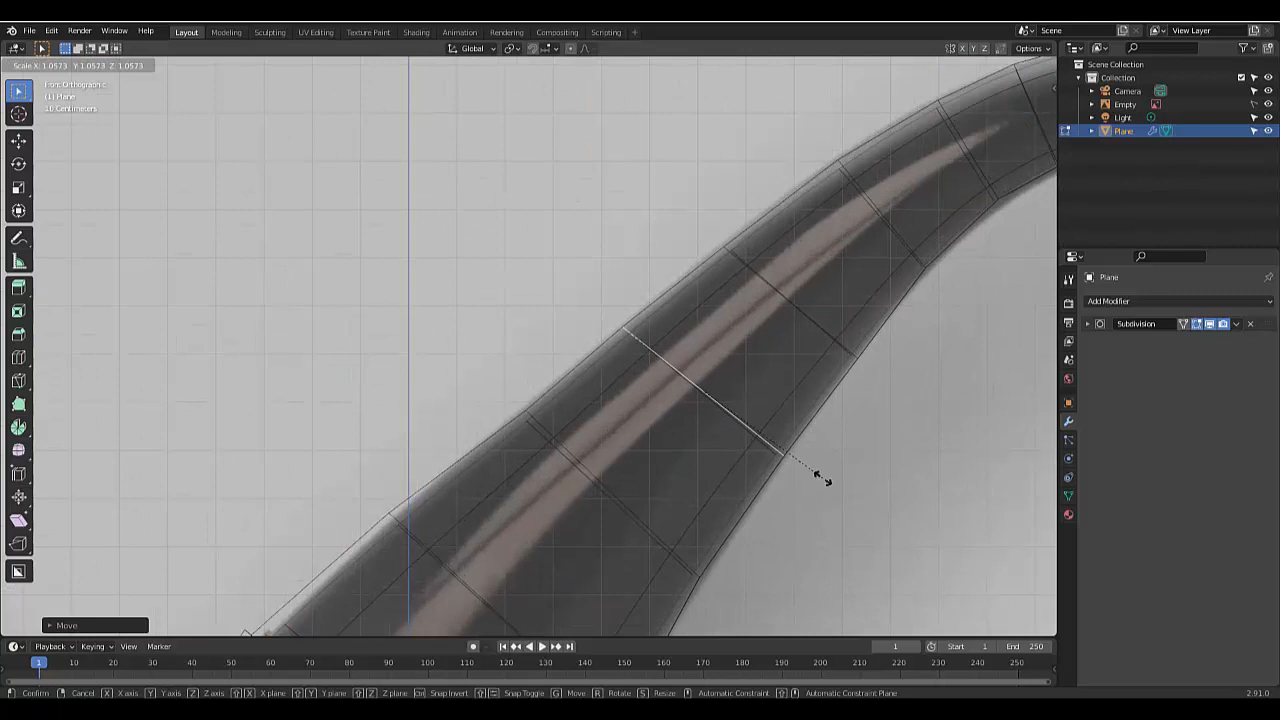 File Edit Render Window Help Layout Modeling Sculpting UV Editing Texture Paint Shading Animation Rendering Compositing Scripting + Scene View Layer
Global X Y Z Options
Scale X: 1.0573 Y: 1.0573 Z: 1.0573
Front Orthographic
(1) Plane
10 Centimeters
Scene Collection
Collection
Camera
Empty
Light
Plane
Plane
Add Modifier
Subdivision
Move
Playback Keying View Marker 1 Start 1 End 250
1 10 20 30 40 50 60 70 80 90 100 110 120 130 140 150 160 170 180 190 200 210 220 230 240 250
Confirm Cancel X X axis Y Y axis Z Z axis X X plane Y Y plane Z Z plane Snap Invert Snap Toggle G Move R Rotate S Resize Automatic Constraint Automatic Constraint Plane 2.91.0